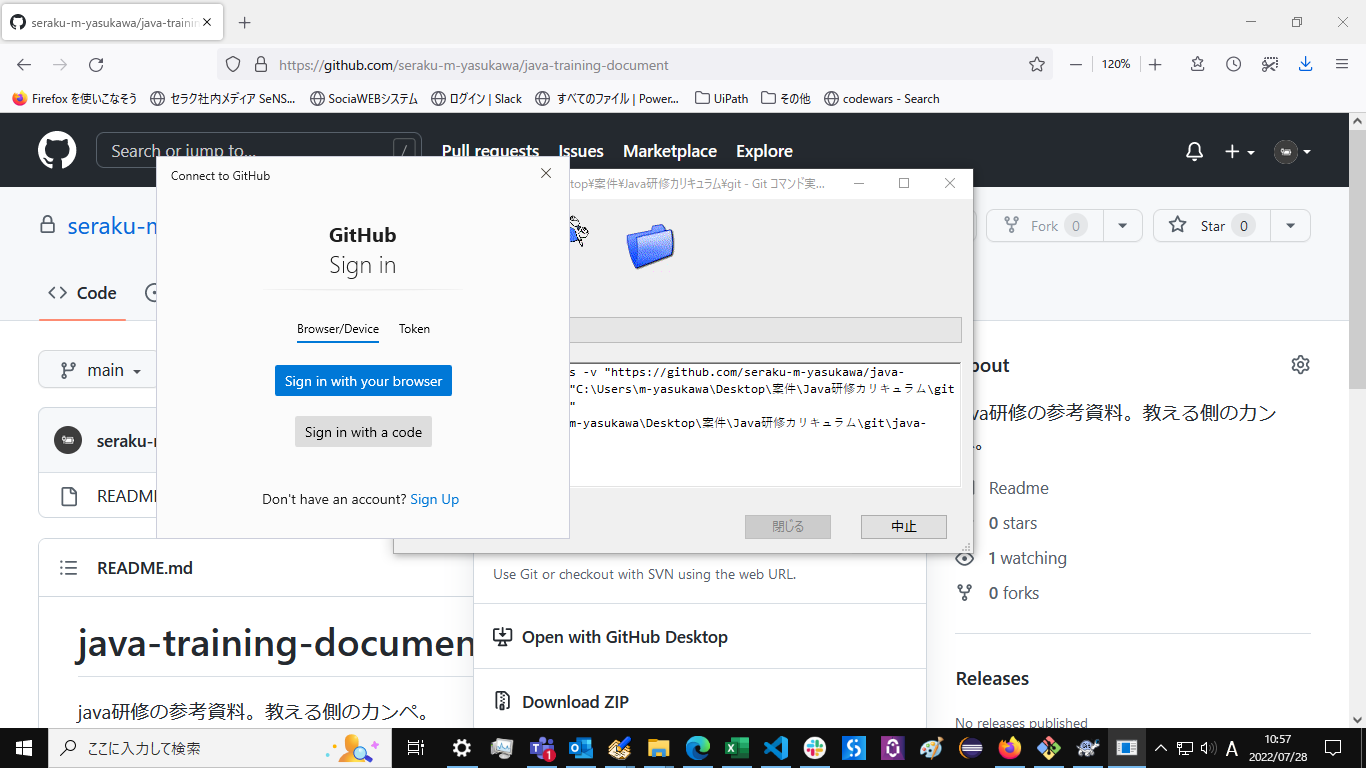 seraku-m-yasukawa/java-trainin
https://github.com/seraku-m-yasukawa/java-training-document
120%
Firefox を使いこなそう
セラク社内メディア SeNS...
SociaWEBシステム
ログイン | Slack
すべてのファイル | Power...
UiPath
その他
codewars - Search
Search or jump to...
/
Pull requests
Issues
Marketplace
Explore
Connect to GitHub
top¥案件¥Java研修カリキュラム¥git - Git コマンド実...
seraku-m
Fork 0
Star 0
GitHub
Sign in
Code
Browser/Device
Token
main
Sign in with your browser
Sign in with a code
s -v "https://github.com/seraku-m-yasukawa/java-
"C:\Users\m-yasukawa\Desktop\案件\Java研修カリキュラム\git
"
m-yasukawa\Desktop\案件\Java研修カリキュラム\git\java-
bout
va研修の参考資料。教える側のカン
。
seraku-m
README
Don't have an account? Sign Up
閉じる
中止
Readme
0 stars
1 watching
0 forks
README.md
Use Git or checkout with SVN using the web URL.
Open with GitHub Desktop
java-training-documen
Download ZIP
Releases
java研修の参考資料。教える側のカンペ。
No releases published
ここに入力して検索
1
A
10:57
2022/07/28